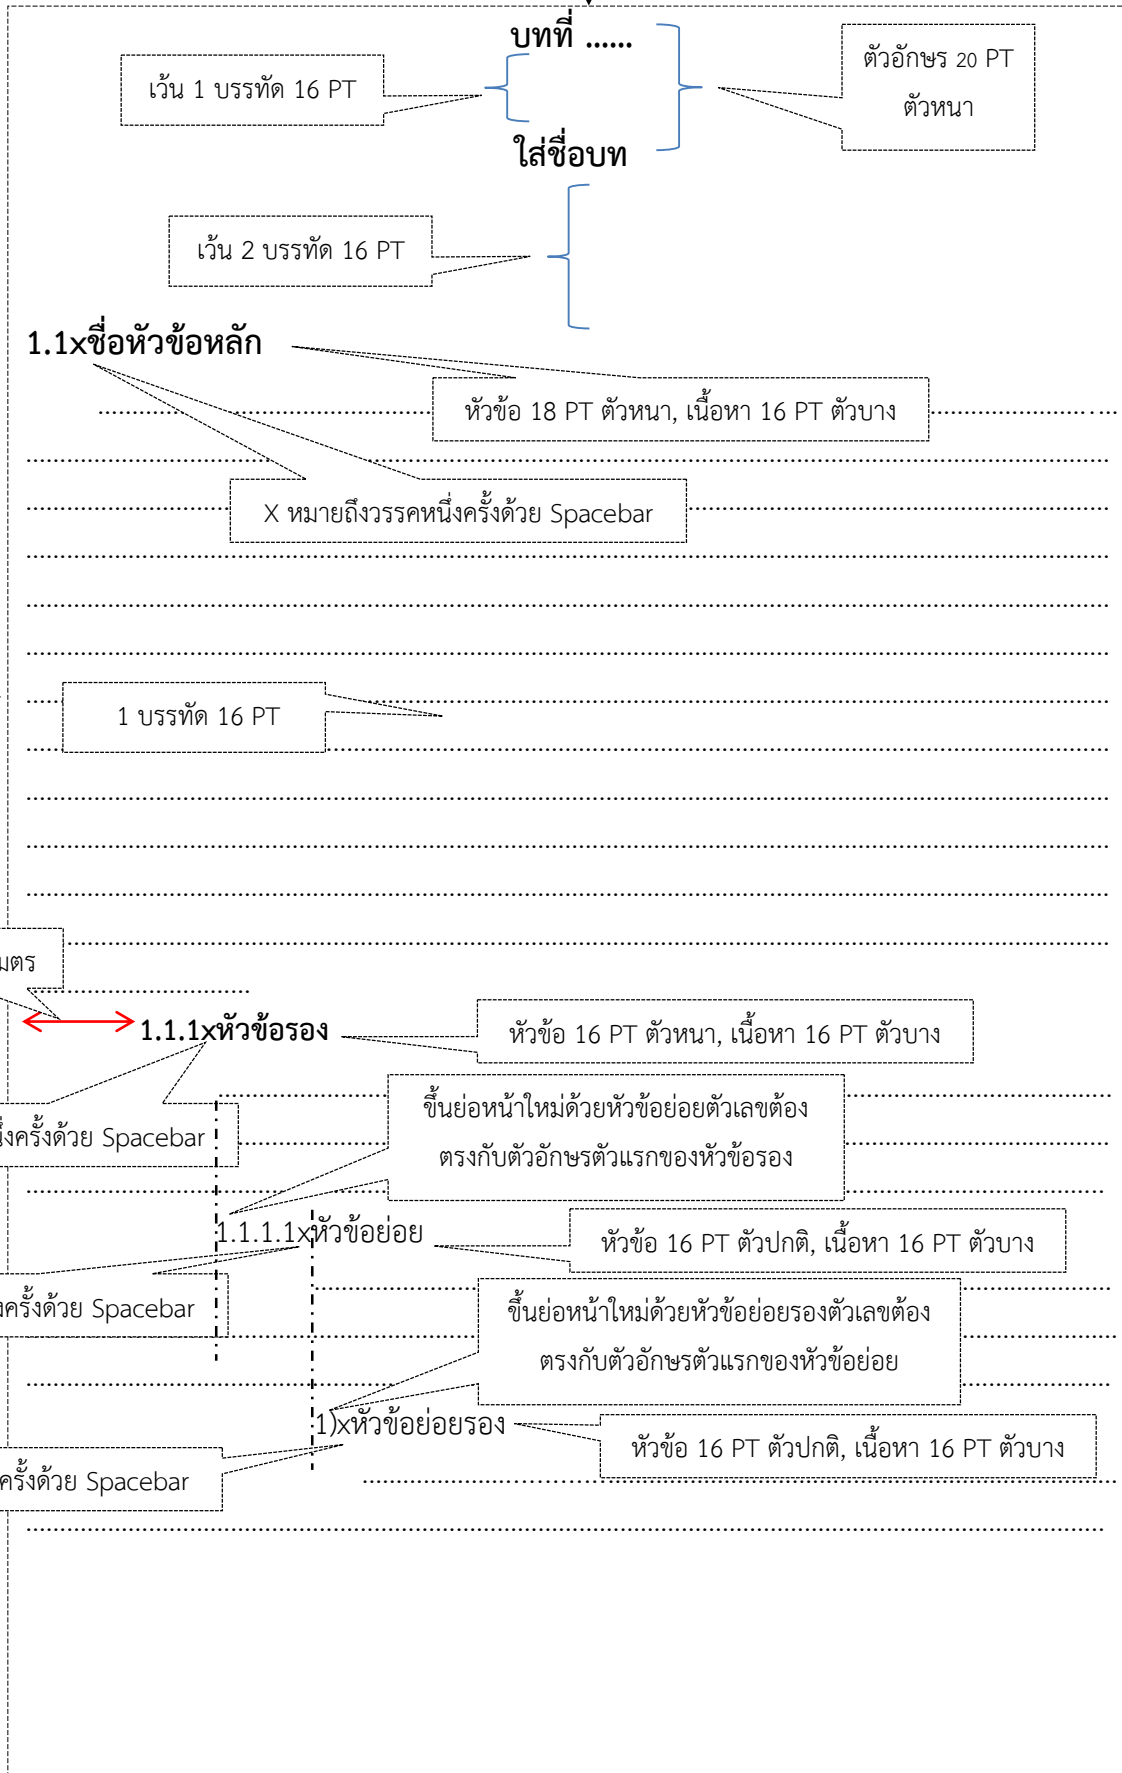 บทที่ ......
เว้น 1 บรรทัด 16 PT
ตัวอักษร 20 PT
ตัวหนา
ใส่ชื่อบท
เว้น 2 บรรทัด 16 PT
1.1xชื่อหัวข้อหลัก
หัวข้อ 18 PT ตัวหนา, เนื้อหา 16 PT ตัวบาง
X หมายถึงวรรคหนึ่งครั้งด้วย Spacebar
1 บรรทัด 16 PT
มตร
1.1.1xหัวข้อรอง
หัวข้อ 16 PT ตัวหนา, เนื้อหา 16 PT ตัวบาง
ขึ้นย่อหน้าใหม่ด้วยหัวข้อย่อยตัวเลขต้อง
ตรงกับตัวอักษรตัวแรกของหัวข้อรอง
ครั้งด้วย Spacebar
1.1.1.1xหัวข้อย่อย
หัวข้อ 16 PT ตัวปกติ, เนื้อหา 16 PT ตัวบาง
ครั้งด้วย Spacebar
ขึ้นย่อหน้าใหม่ด้วยหัวข้อย่อยรองตัวเลขต้อง
ตรงกับตัวอักษรตัวแรกของหัวข้อย่อย
1)xหัวข้อย่อยรอง
หัวข้อ 16 PT ตัวปกติ, เนื้อหา 16 PT ตัวบาง
ครั้งด้วย Spacebar